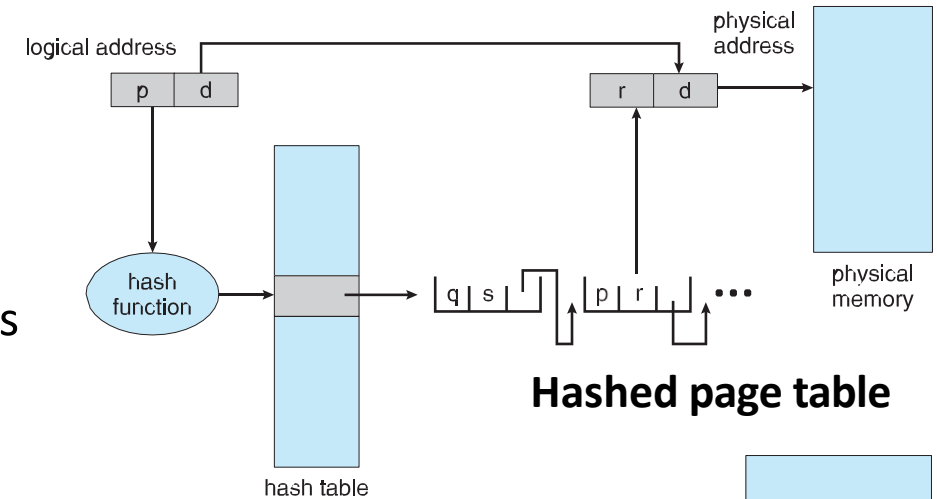 logical address
physical
address
p d
r d
hash
function
q s
p r
...
physical
memory
s
Hashed page table
hash table